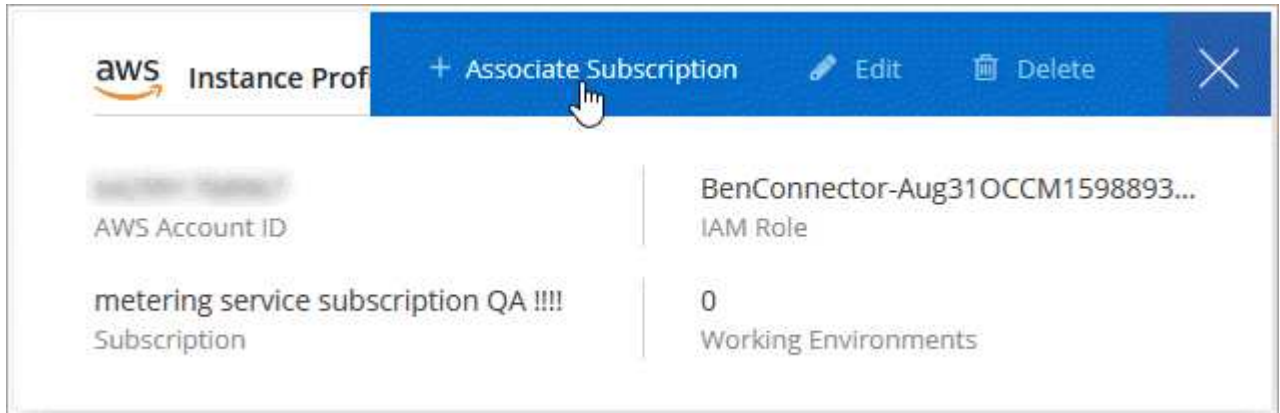 aws Instance Prof + Associate Subscription Edit Delete
BenConnector-Aug31OCCM1598893...
AWS Account ID IAM Role
metering service subscription QA !!!! 0
Subscription Working Environments